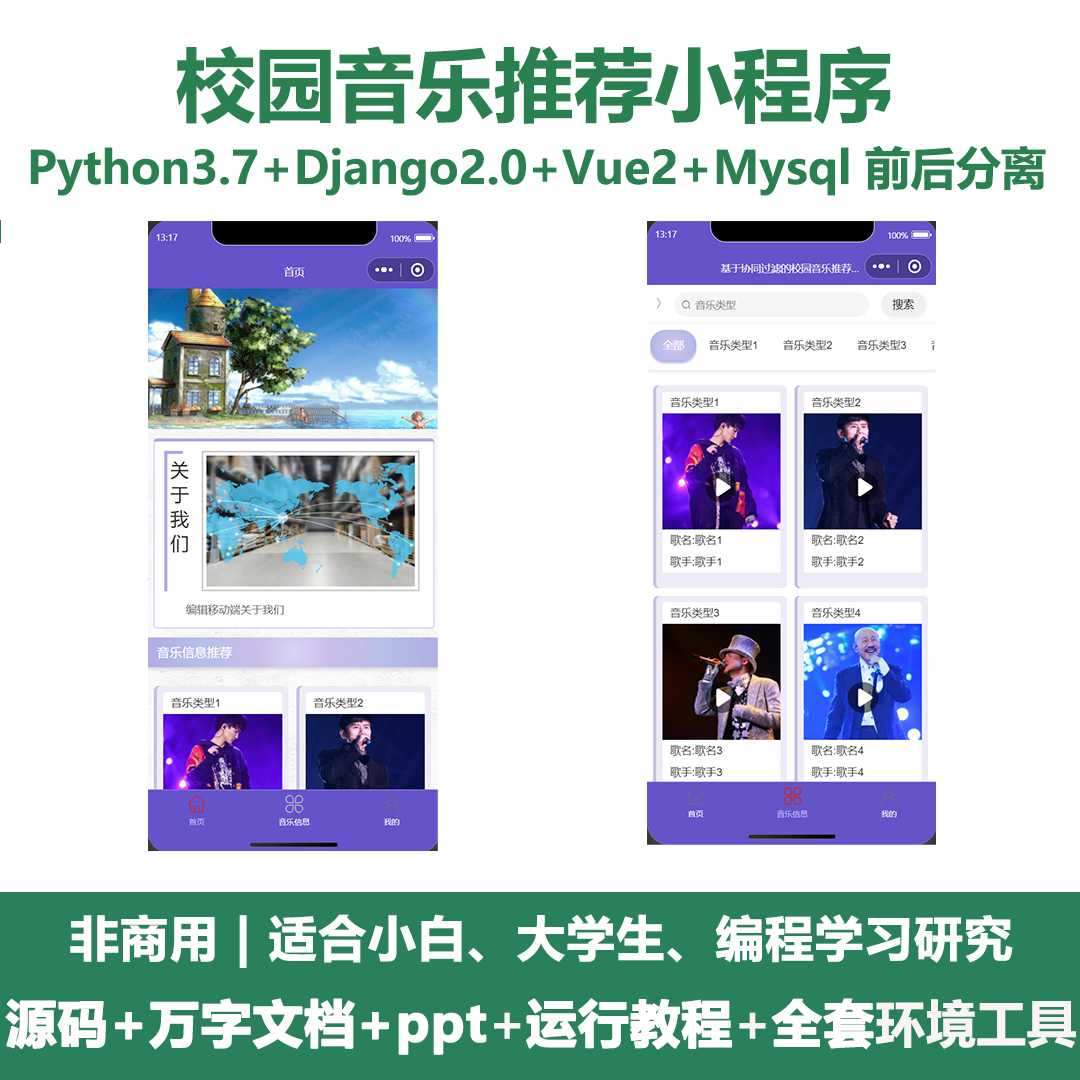 校园音乐推荐小程序
Python3.7+Django2.0+Vue2+Mysql 前后分离
13:17
100%
首页
关于我们
编辑移动端关于我们
音乐信息推荐
音乐类型1
音乐类型2
首页
音乐信息
我的
13:17
100%
基于协同过滤的校园音乐推荐...
音乐类型
搜索
全部
音乐类型1
音乐类型2
音乐类型3
音乐类型1
音乐类型2
歌名:歌名1
歌名:歌名2
歌手:歌手1
歌手:歌手2
音乐类型3
音乐类型4
歌名:歌名3
歌名:歌名4
歌手:歌手3
歌手:歌手4
首页
音乐信息
我的
非商用｜适合小白、大学生、编程学习研究
源码+万字文档+ppt+运行教程+全套环境工具